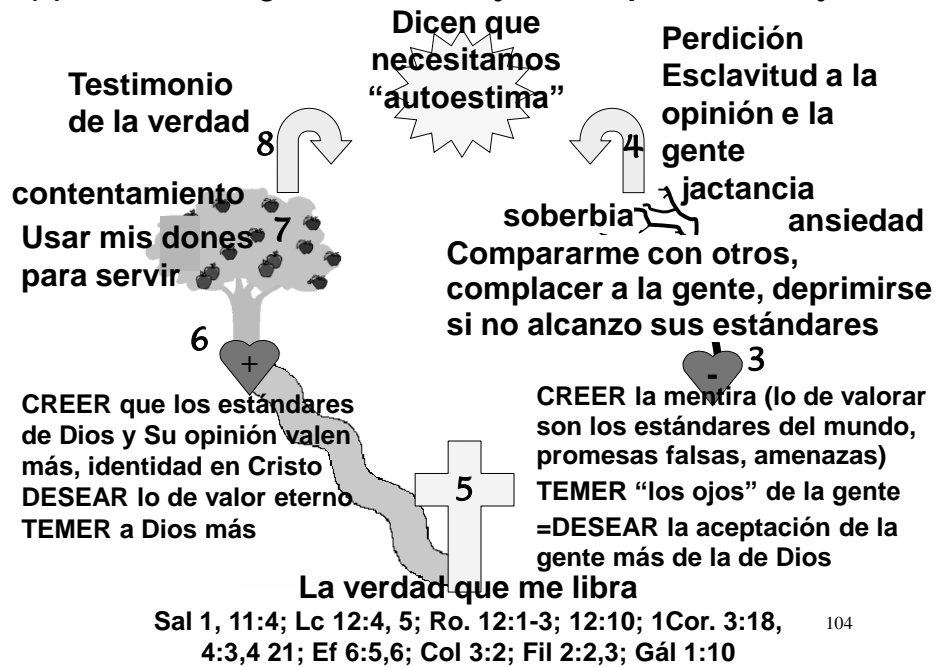 Dicen que
necesitamos
“autoestima”
Testimonio
de la verdad
8
Perdición
Esclavitud a la
opinión e la
gente
4
jactancia
soberbia
ansiedad
contentamiento
Usar mis dones
para servir
7
Compararme con otros,
complacer a la gente, deprimirse
si no alcanzo sus estándares
6
+
3
-
CREER que los estándares
de Dios y Su opinión valen
más, identidad en Cristo
DESEAR lo de valor eterno
TEMER a Dios más
5
CREER la mentira (lo de valorar
son los estándares del mundo,
promesas falsas, amenazas)
TEMER “los ojos” de la gente
=DESEAR la aceptación de la
gente más de la de Dios
La verdad que me libra
Sal 1, 11:4; Lc 12:4, 5; Ro. 12:1-3; 12:10; 1Cor. 3:18,
4:3,4 21; Ef 6:5,6; Col 3:2; Fil 2:2,3; Gál 1:10
104